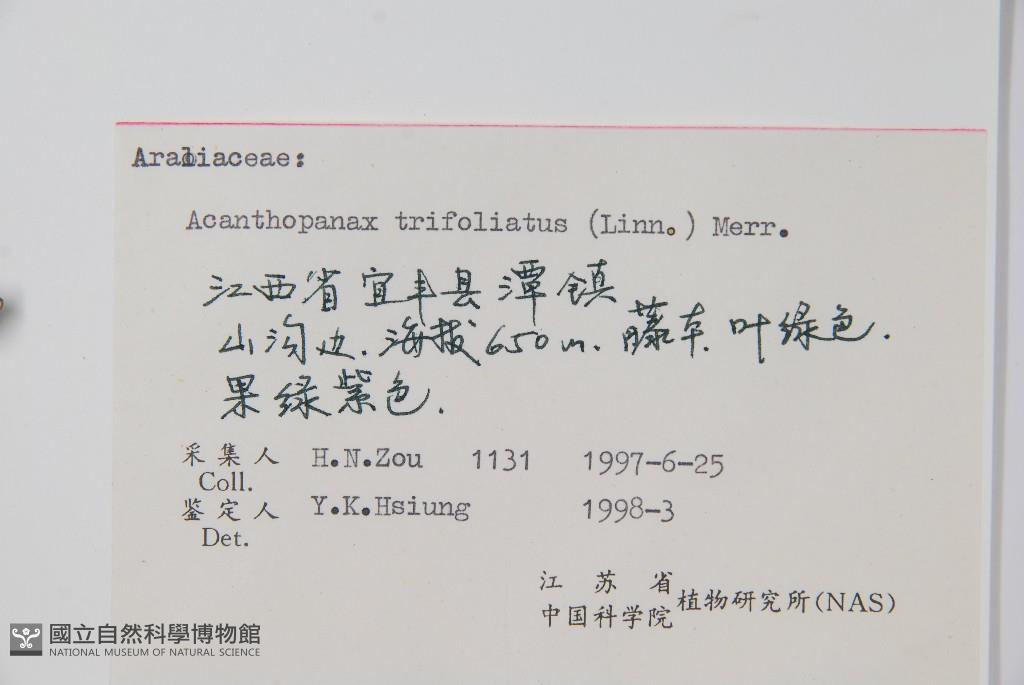 Araliaceae:
Acanthopanax trifoliatus (Linn.) Merr.
江西省宜丰县潭镇
山沟边.海拔650m.藤本.叶绿色.
果绿紫色.
采集人 H.N.Zou 1131 1997-6-25
Coll.
鉴定人 Y.K.Hsiung 1998-3
Det.
江苏省
中国科学院植物研究所(NAS)
國立自然科學博物館
NATIONAL MUSEUM OF NATURAL SCIENCE